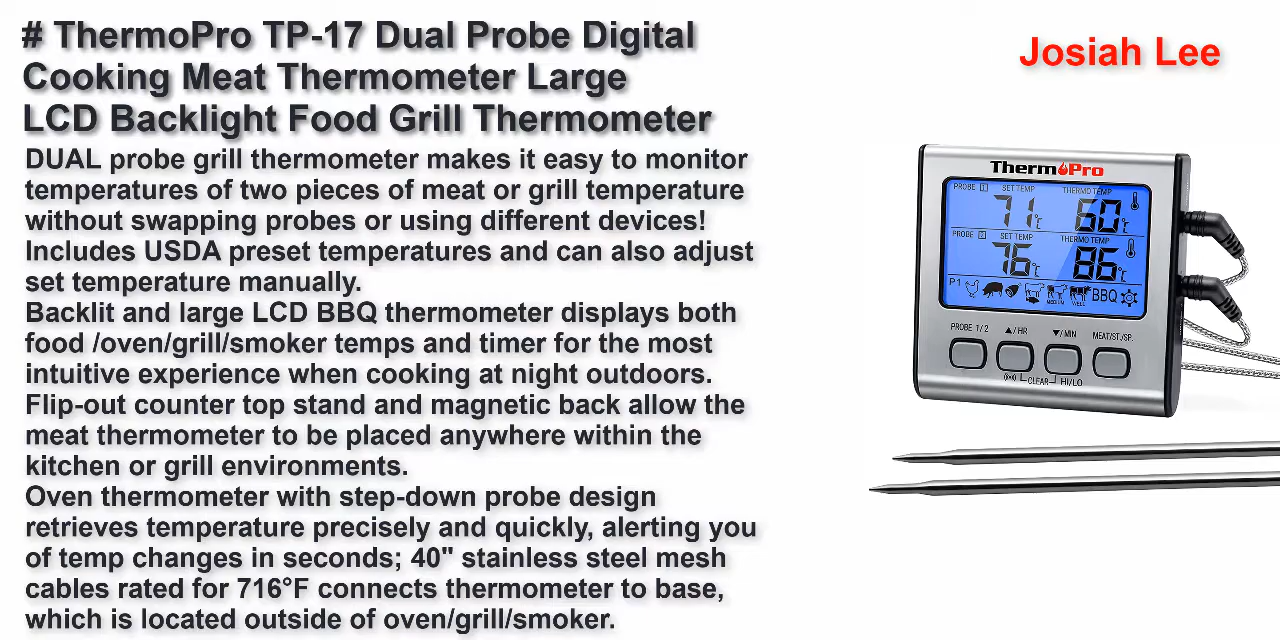 # ThermoPro TP-17 Dual Probe Digital
Cooking Meat Thermometer Large
LCD Backlight Food Grill Thermometer
DUAL probe grill thermometer makes it easy to monitor
temperatures of two pieces of meat or grill temperature
without swapping probes or using different devices!
Includes USDA preset temperatures and can also adjust
set temperature manually.
Backlit and large LCD BBQ thermometer displays both
food /oven/grill/smoker temps and timer for the most
intuitive experience when cooking at night outdoors.
Flip-out counter top stand and magnetic back allow the
meat thermometer to be placed anywhere within the
kitchen or grill environments.
Oven thermometer with step-down probe design
retrieves temperature precisely and quickly, alerting you
of temp changes in seconds; 40" stainless steel mesh
cables rated for 716°F connects thermometer to base,
which is located outside of oven/grill/smoker.
Josiah Lee
ThermoPro
PROBE 1 SET TEMP THERMO TEMP
71°C 60°C
PROBE 2 SET TEMP THERMO TEMP
76°C 86°C
P1 MEDIUM WELL BBQ
PROBE 1/2 ▲/HR ▼/MIN MEAT/ST./SP.
CLEAR HI/LO